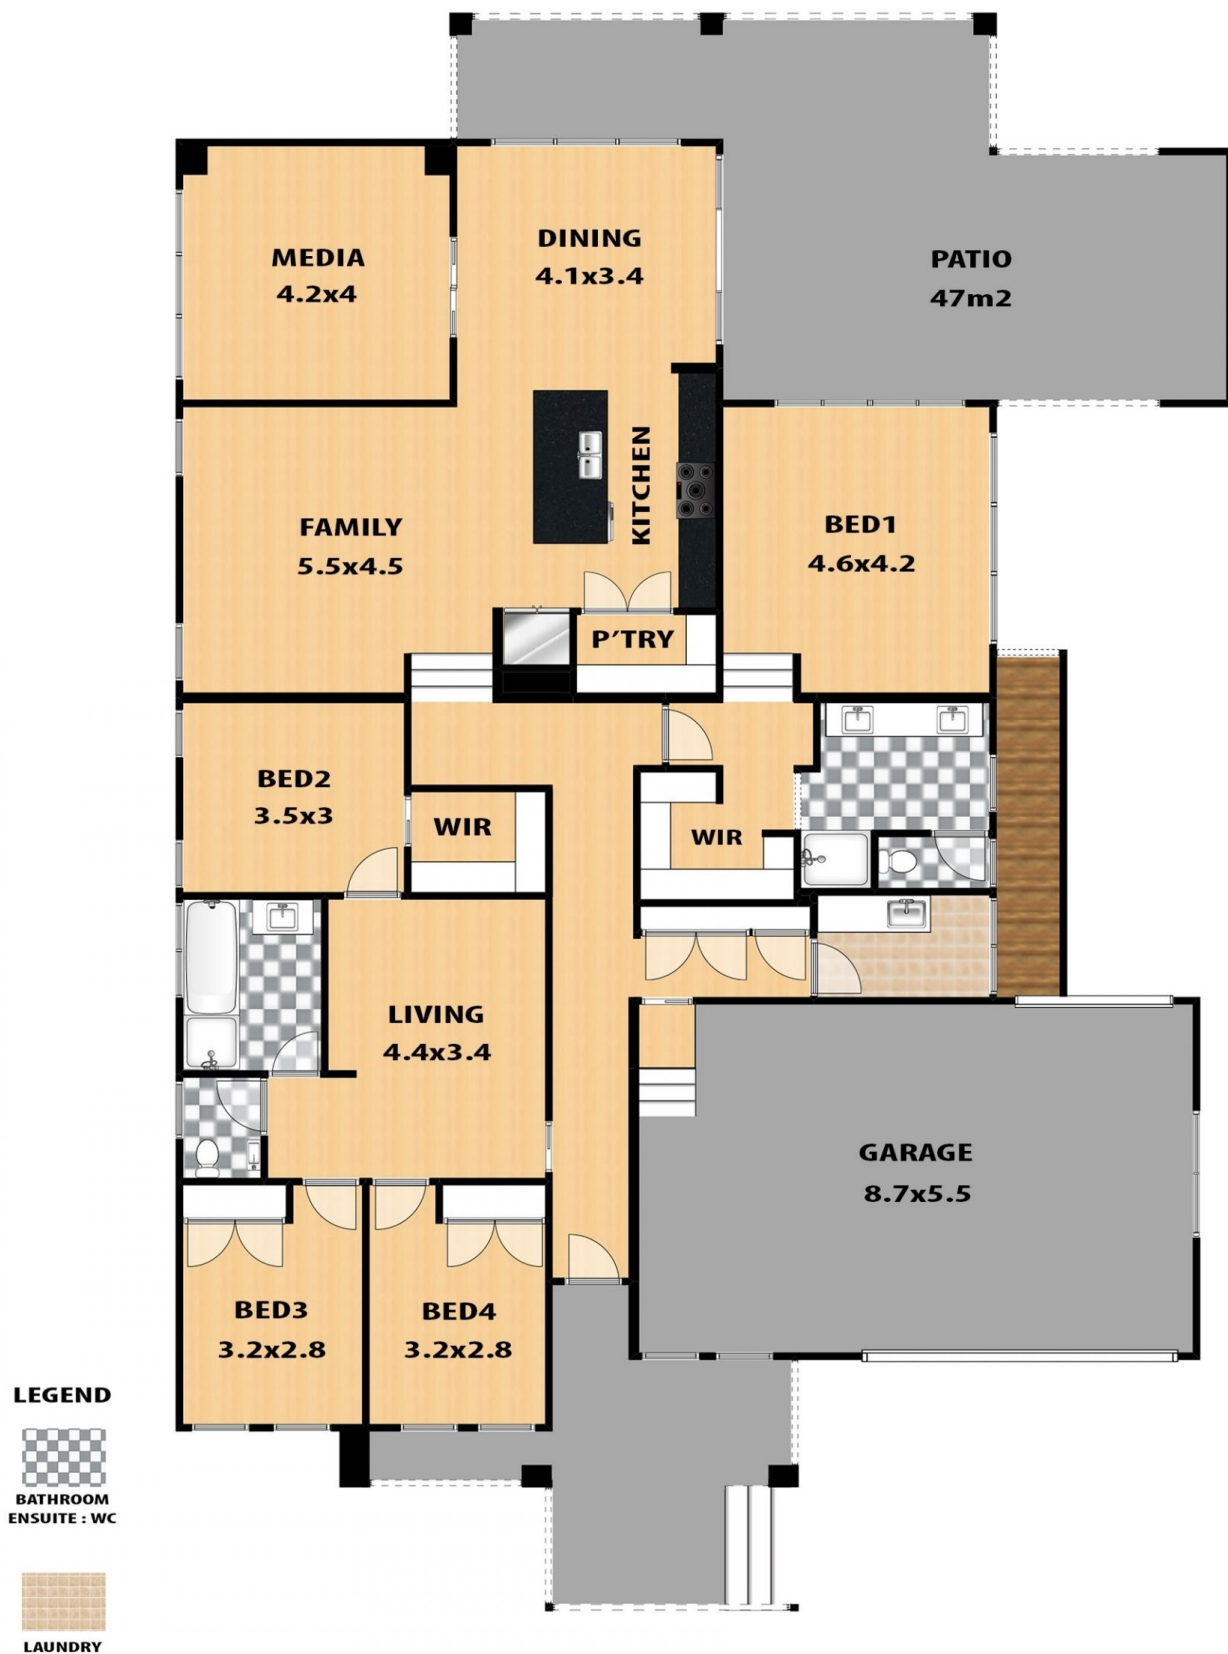 MEDIA
4.2x4
DINING
4.1x3.4
PATIO
47m2
FAMILY
5.5x4.5
KITCHEN
BED1
4.6x4.2
P'TRY
BED2
3.5x3
WIR
WIR
LIVING
4.4x3.4
GARAGE
8.7x5.5
BED3
3.2x2.8
BED4
3.2x2.8
LEGEND
BATHROOM
ENSUITE : WC
LAUNDRY